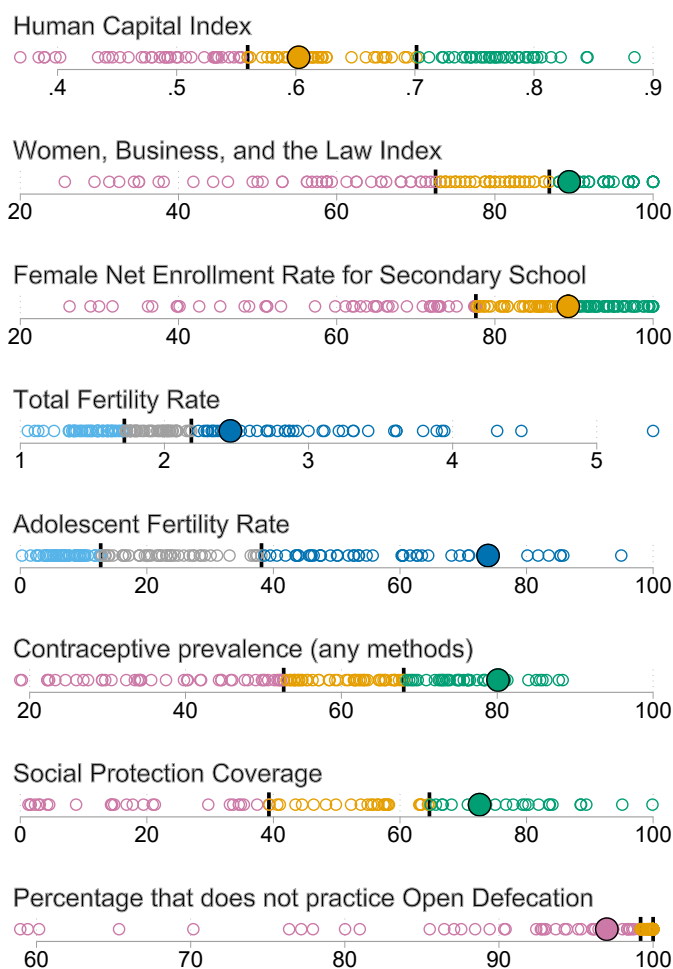 Human Capital Index
.4 .5 .6 .7 .8 .9
Women, Business, and the Law Index
20 40 60 80 100
Female Net Enrollment Rate for Secondary School
20 40 60 80 100
Total Fertility Rate
1 2 3 4 5
Adolescent Fertility Rate
0 20 40 60 80 100
Contraceptive prevalence (any methods)
20 40 60 80 100
Social Protection Coverage
0 20 40 60 80 100
Percentage that does not practice Open Defecation
60 70 80 90 100